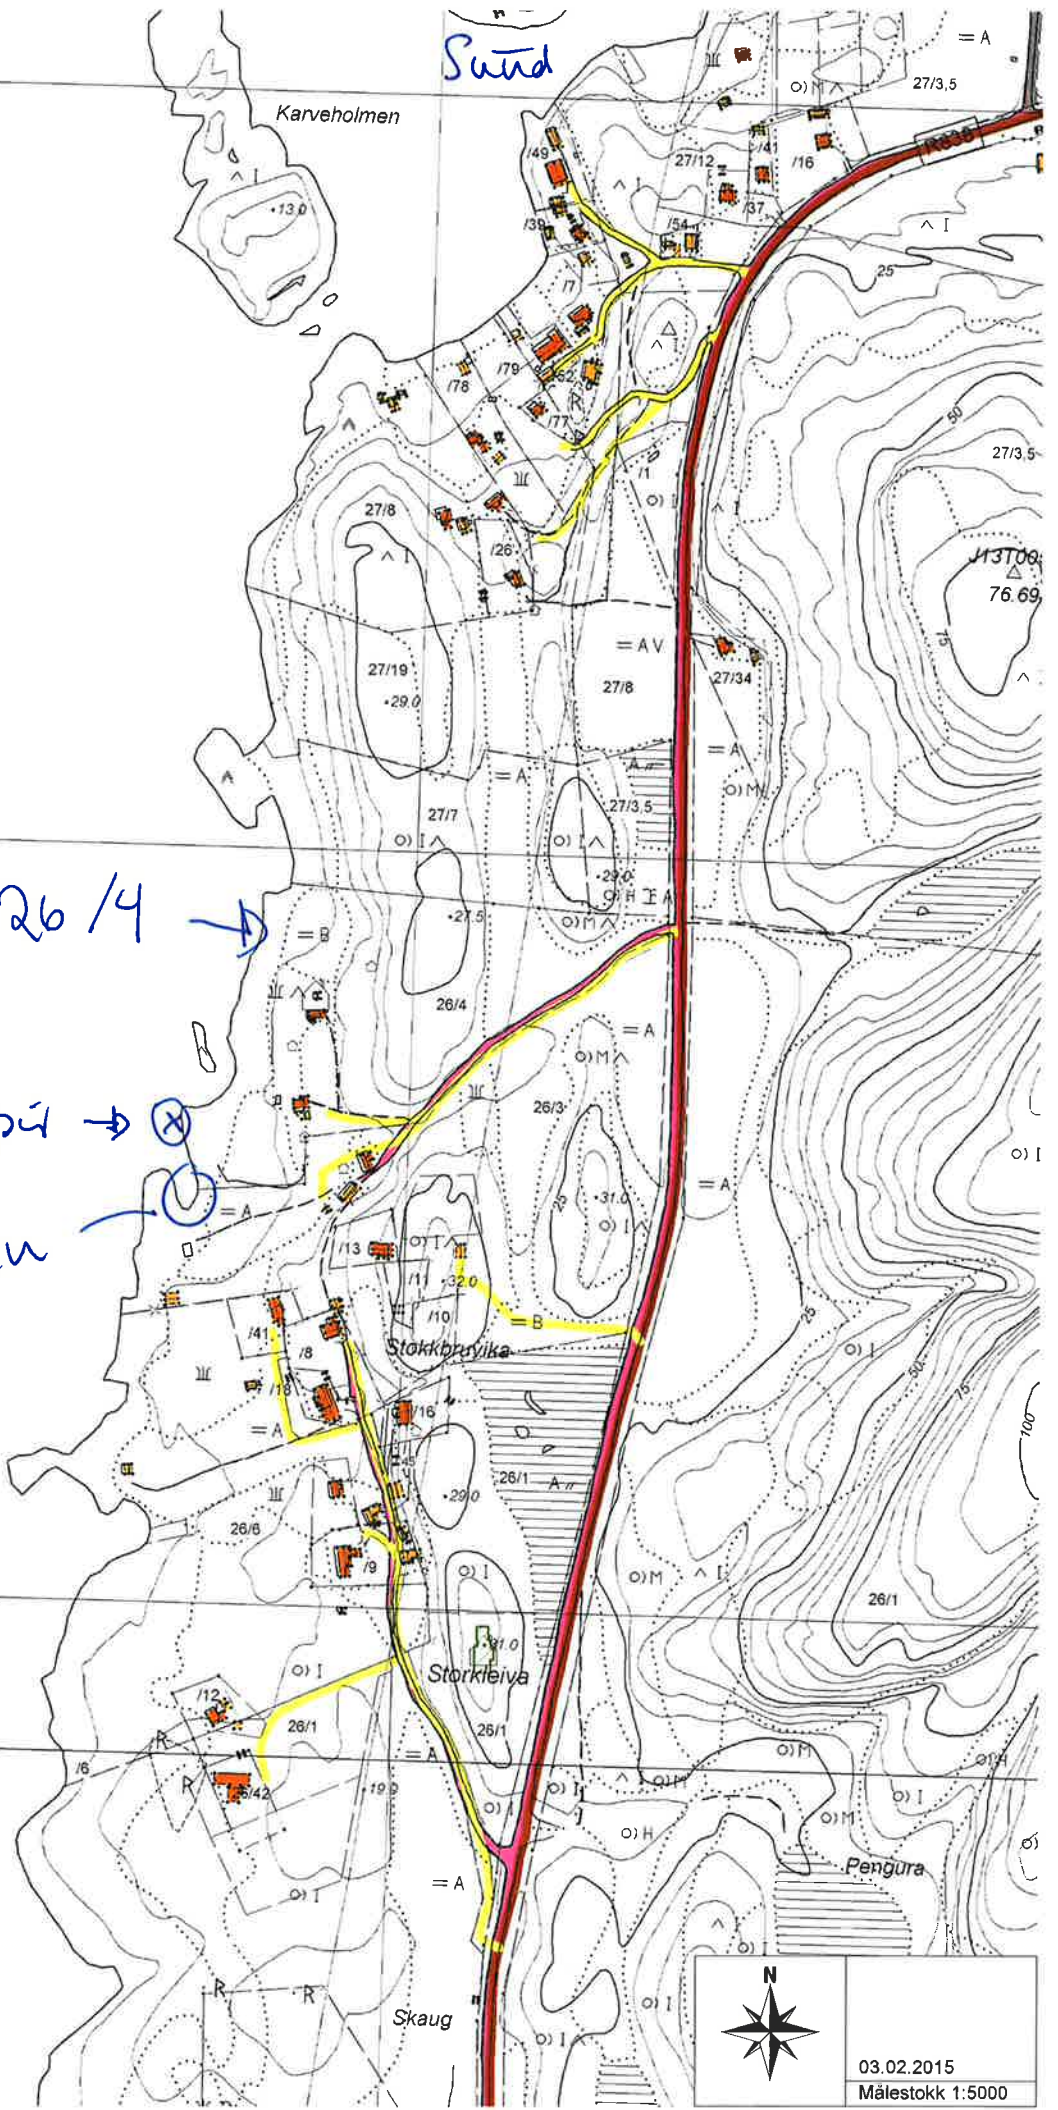 Sund
= A
27/3,5
O) M ^
Karveholmen
R838
/49
27/12
/41
/16
^ I
^ I
13.0
/39
/37
/54
^ I
25
/7
/78
/79
52
R
/77
50
27/3,5
/1
O) I
^ I
27/8
^ I
/26
J13T00
76.69
75
= A V
27/19
29.0
27/8
27/34
= A
= A
A
O) M
27/7
27/3,5
O) I ^
O) I ^
29.0
O) H I A
26 /4
27.5
O) M ^
= B
26/4
= A
O) M ^
26/3
O) I
= A
31.0
25
= A
O) I ^
/13
O) I ^
/11
32.0
/10
= B
25
/41
/8
Stokkbruvika
O) I
50
75
/18
/16
100
= A
45
26/1
A
29.0
26/6
/9
O) I
O) M
^ I
26/1
31.0
O) I
Storkleiva
/12
26/1
26/1
R
= A
O) M
O) H
/6
R
/42
19.9
^ O) M
O) I
O) I
O) I
O) M
O) H
Pengura
= A
O) I
^ I
O) I
N
R
R
O) I
Skaug
O) I ^
03.02.2015
Målestokk 1:5000